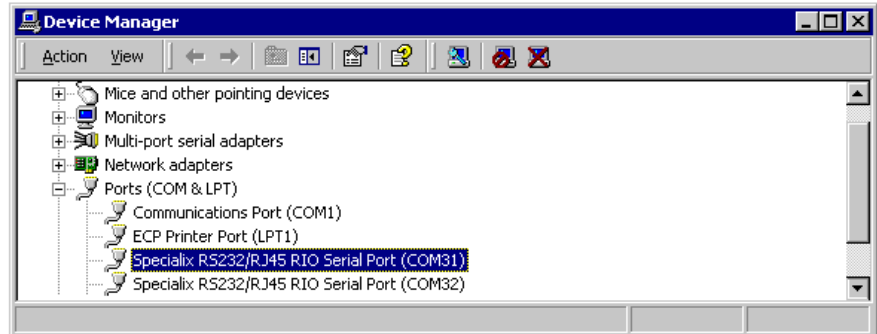 Device Manager
Action View
Mice and other pointing devices
Monitors
Multi-port serial adapters
Network adapters
Ports (COM & LPT)
Communications Port (COM1)
ECP Printer Port (LPT1)
Specialix RS232/RJ45 RIO Serial Port (COM31)
Specialix RS232/RJ45 RIO Serial Port (COM32)